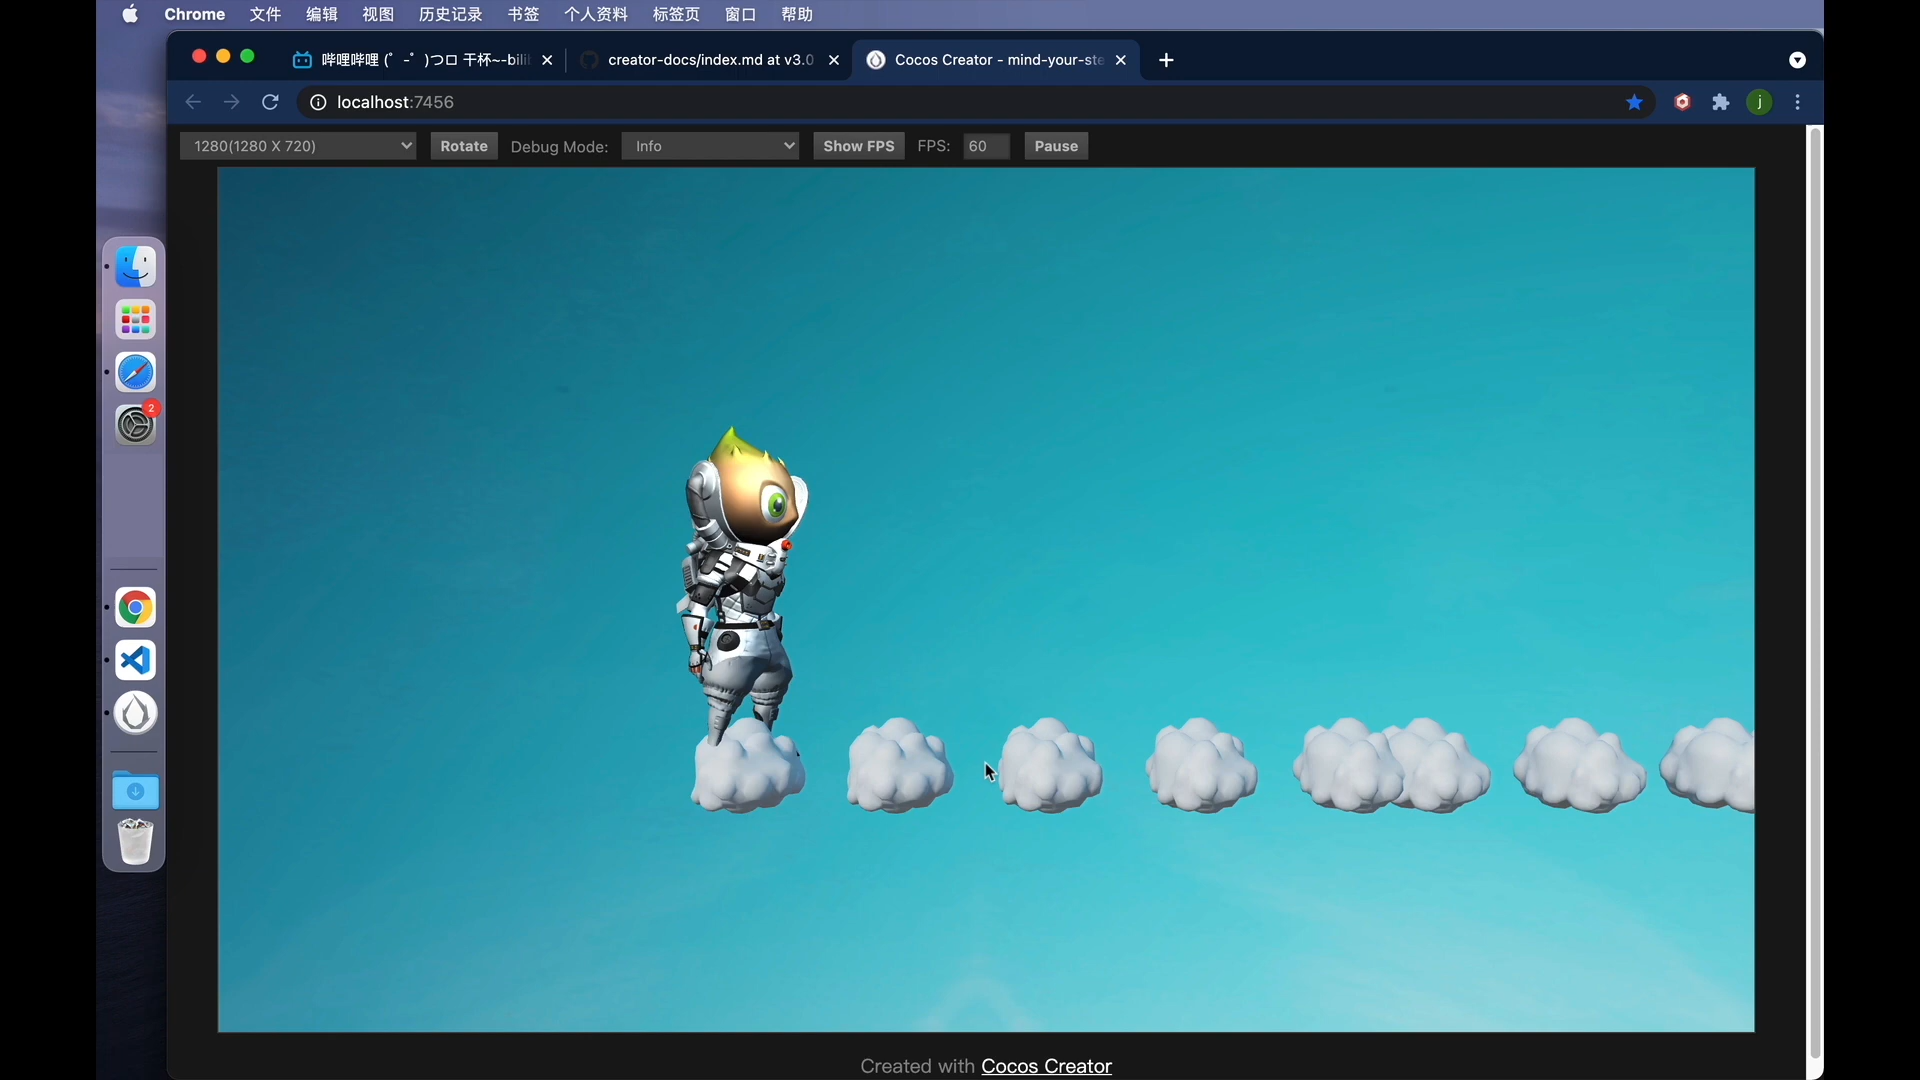 Chrome 文件 编辑 视图 历史记录 书签 个人资料 标签页 窗口 帮助
哔哩哔哩 (゜-゜)つロ 干杯~-bili
creator-docs/index.md at v3.0
Cocos Creator - mind-your-ste
localhost:7456
j
1280(1280 X 720) Rotate Debug Mode: Info Show FPS FPS: 60 Pause
2
Created with Cocos Creator